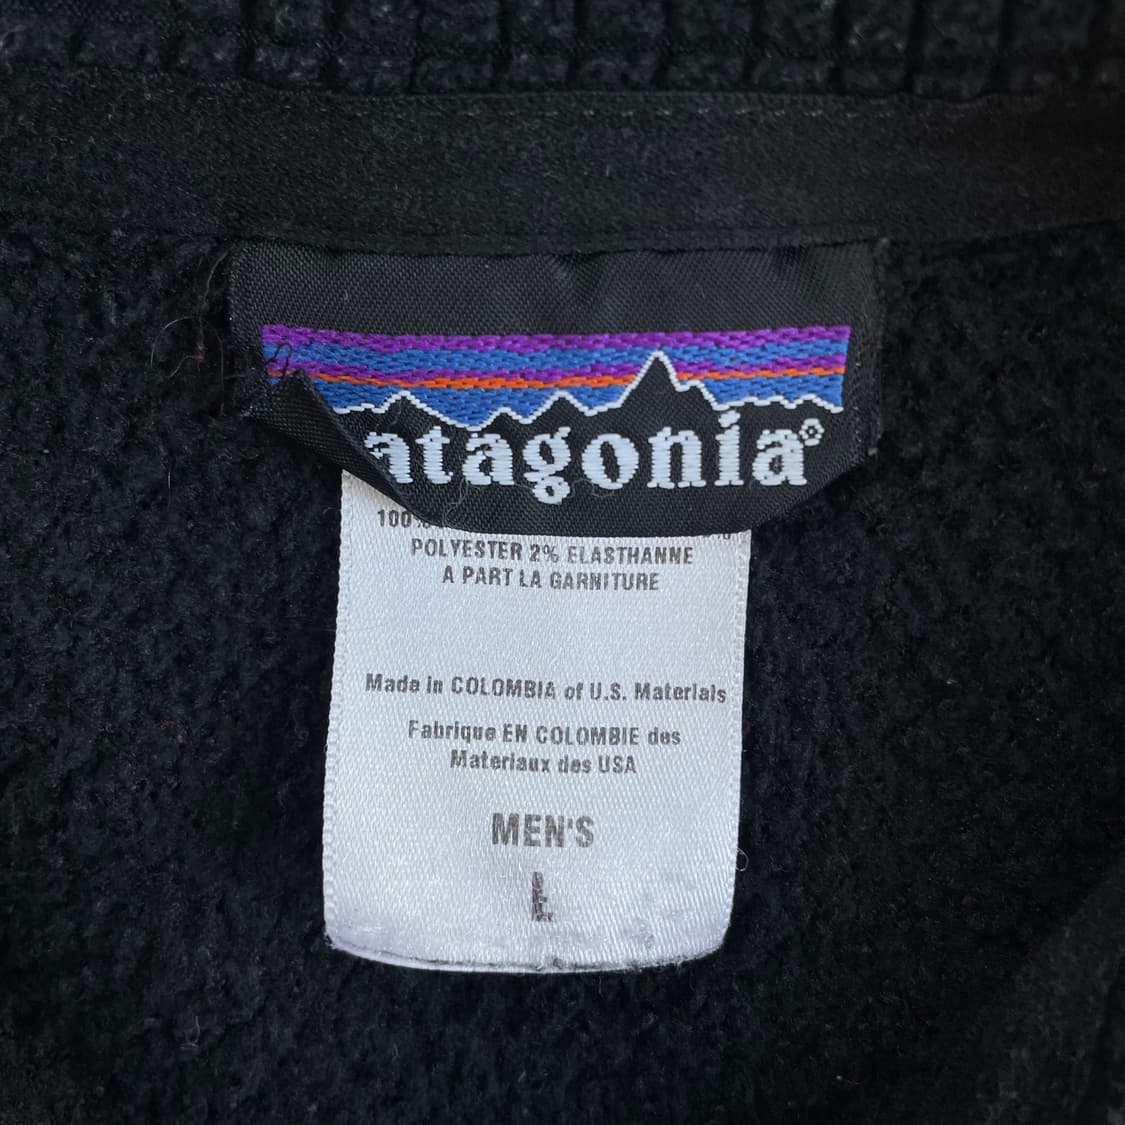 atagonia®
100%
POLYESTER 2% ELASTHANNE
A PART LA GARNITURE
Made in COLOMBIA of U.S. Materials
Fabrique EN COLOMBIE des
Materiaux des USA
MEN'S
L